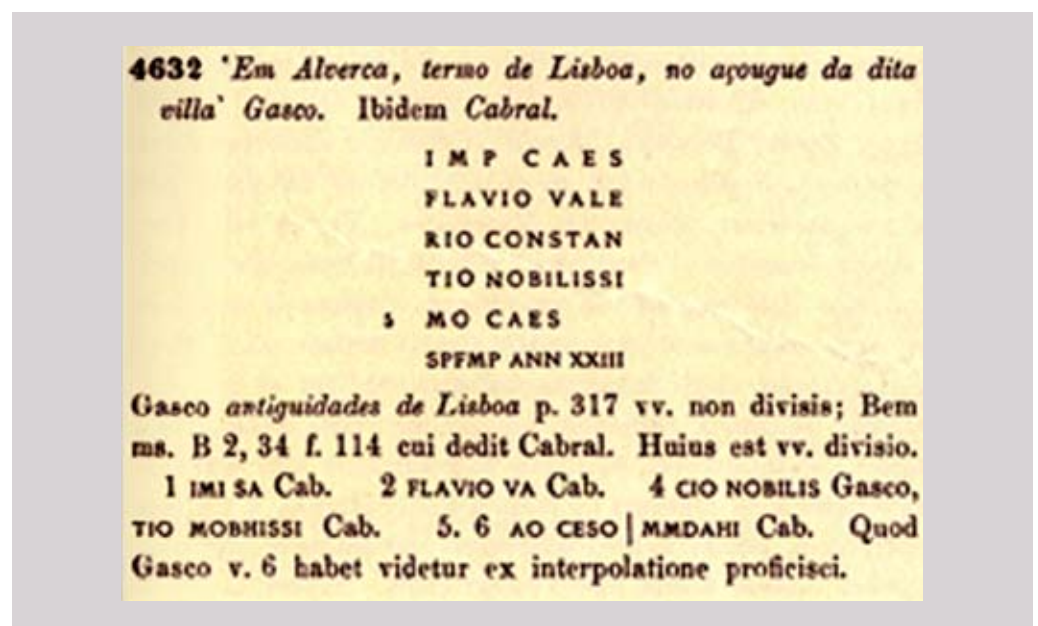 4632 'Em Alverca, termo de Lisboa, no açougue da dita
villa' Gasco. Ibidem Cabral.
IMP CAES
FLAVIO VALE
RIO CONSTAN
TIO NOBILISSI
5 MO CAES
SPFMP ANN XXIII
Gasco antiguidades de Lisboa p. 317 vv. non divisis; Bem
ms. B 2, 34 f. 114 cui dedit Cabral. Huius est vv. divisio.
1 IMI SA Cab. 2 FLAVIO VA Cab. 4 CIO NOBILIS Gasco,
TIO MOBHISSI Cab. 5. 6 AO CESO | MMDAHI Cab. Quod
Gasco v. 6 habet videtur ex interpolatione proficisci.